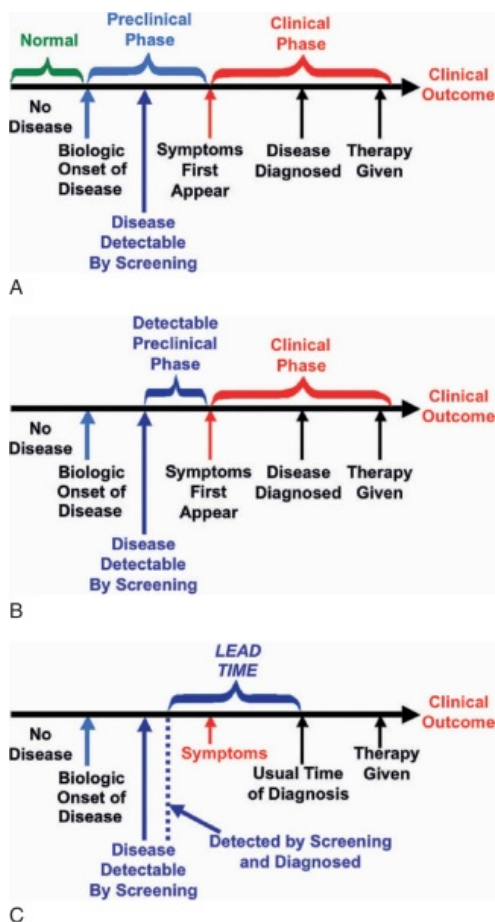 Preclinical
Phase
Normal
Clinical
Phase
Clinical
Outcome
No
Disease
Biologic
Onset of
Disease
Symptoms
First
Appear
Disease
Diagnosed
Therapy
Given
Disease
Detectable
By Screening
A
Detectable
Preclinical
Phase
Clinical
Phase
Clinical
Outcome
No
Disease
Biologic
Onset of
Disease
Symptoms
First
Appear
Disease
Diagnosed
Therapy
Given
Disease
Detectable
By Screening
B
LEAD
TIME
Clinical
Outcome
No
Disease
Biologic
Onset of
Disease
Symptoms
Usual Time
of Diagnosis
Therapy
Given
Detected by Screening
and Diagnosed
Disease
Detectable
By Screening
C